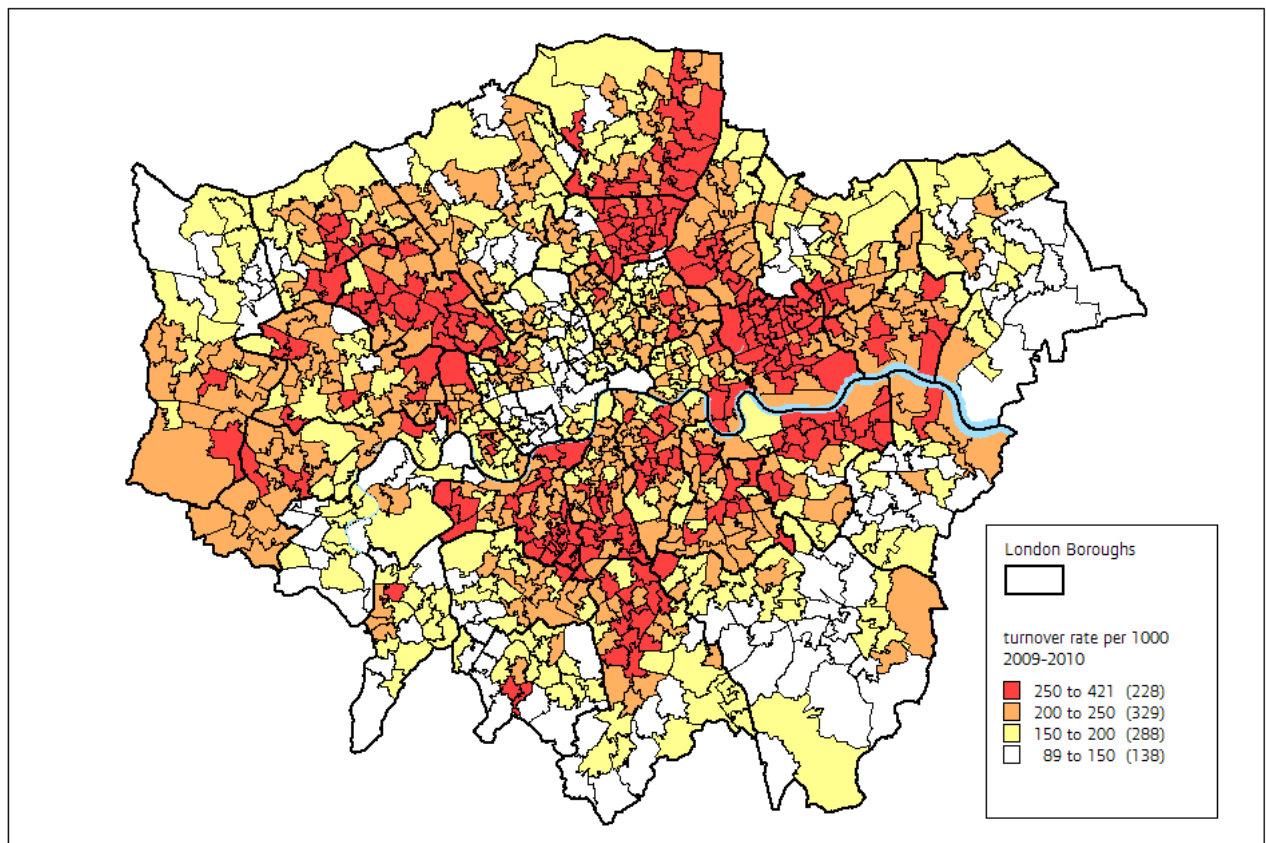 London Boroughs
turnover rate per 1000
2009-2010
250 to 421 (228)
200 to 250 (329)
150 to 200 (288)
89 to 150 (138)